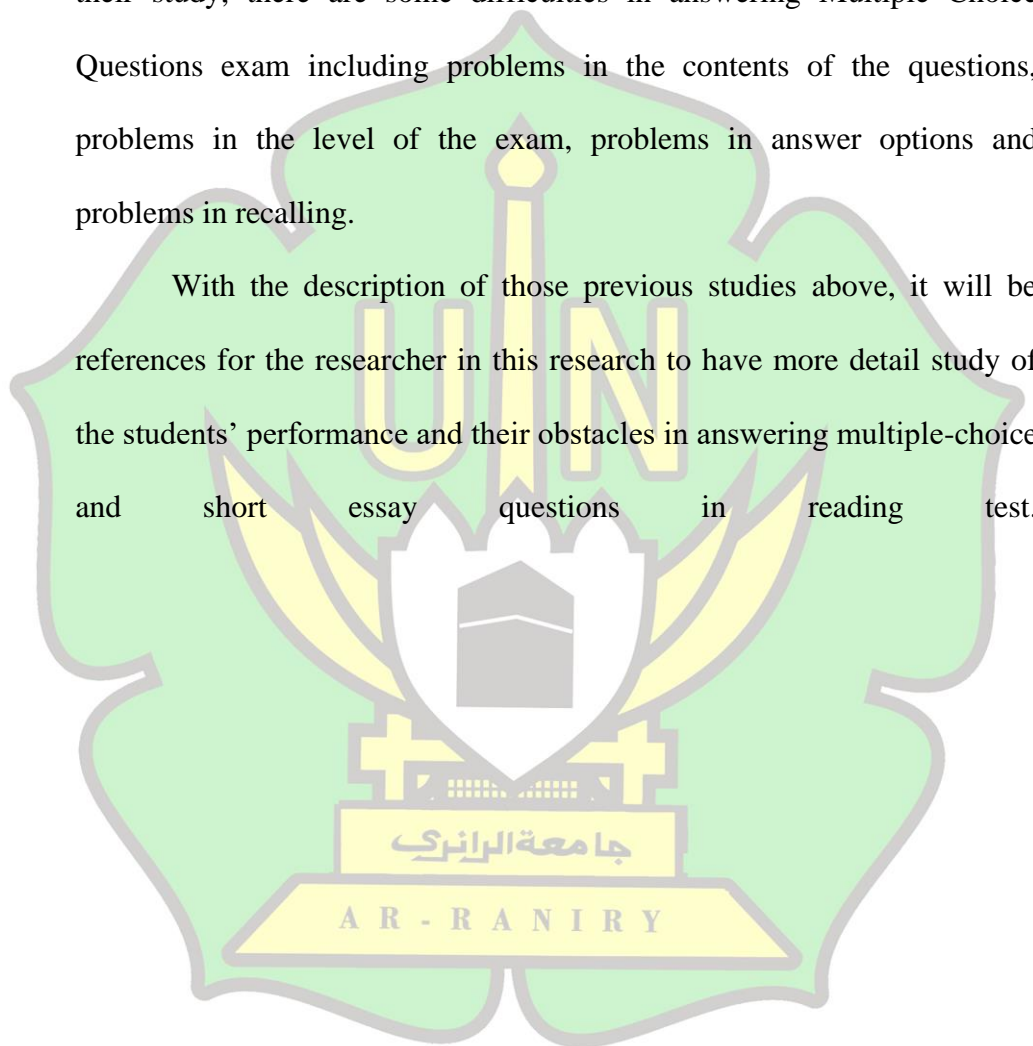 their study, there are some difficulties in answering Multiple Choice
Questions exam including problems in the contents of the questions,
problems in the level of the exam, problems in answer options and
problems in recalling.
With the description of those previous studies above, it will be
references for the researcher in this research to have more detail study of
the students’ performance and their obstacles in answering multiple-choice
and short essay questions in reading test.
UIN
جامعة الرانري
AR-RANIRY